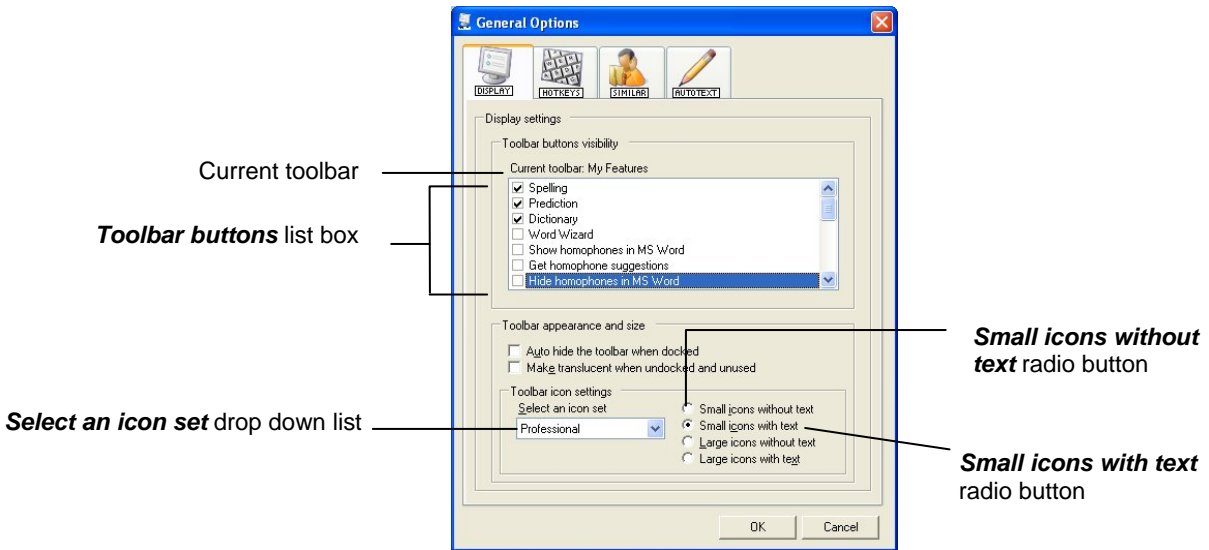 General Options
DISPLAY
HOTKEYS
SIMILAR
AUTOTEXT
Display settings
Toolbar buttons visibility
Current toolbar
Current toolbar: My Features
Spelling
Prediction
Dictionary
Toolbar buttons list box
Word Wizard
Show homophones in MS Word
Get homophone suggestions
Hide homophones in MS Word
Toolbar appearance and size
Auto hide the toolbar when docked
Make translucent when undocked and unused
Small icons without
text radio button
Toolbar icon settings
Select an icon set
Select an icon set drop down list
Professional
Small icons without text
Small icons with text
Large icons without text
Large icons with text
Small icons with text
radio button
OK
Cancel